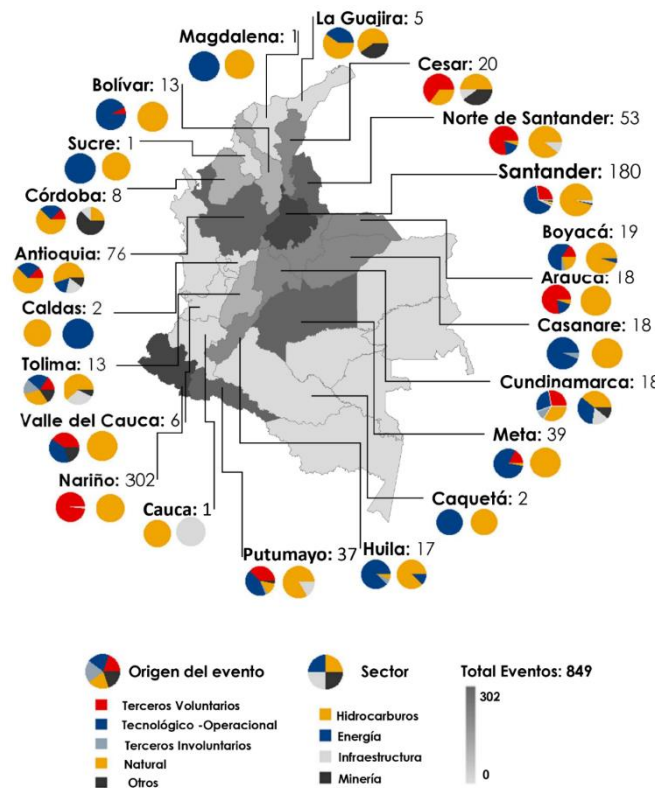 La Guajira: 5
Magdalena: 1
Cesar: 20
Bolívar: 13
Norte de Santander: 53
Sucre: 1
Santander: 180
Córdoba: 8
Boyacá: 19
Antioquia: 76
Arauca: 18
Caldas: 2
Casanare: 18
Tolima: 13
Cundinamarca: 18
Valle del Cauca: 6
Meta: 39
Nariño: 302
Cauca: 1
Caquetá: 2
Putumayo: 37
Huila: 17
Origen del evento
Terceros Voluntarios
Tecnológico -Operacional
Terceros Involuntarios
Natural
Otros
Sector
Hidrocarburos
Energía
Infraestructura
Minería
Total Eventos: 849
302
0